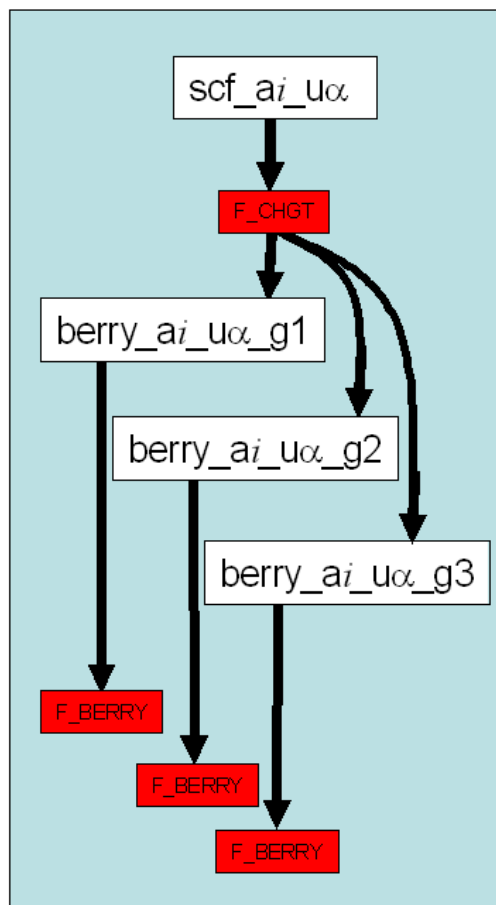 scf_ai_uα
F_CHGT
berry_ai_uα_g1
berry_ai_uα_g2
berry_ai_uα_g3
F_BERRY
F_BERRY
F_BERRY